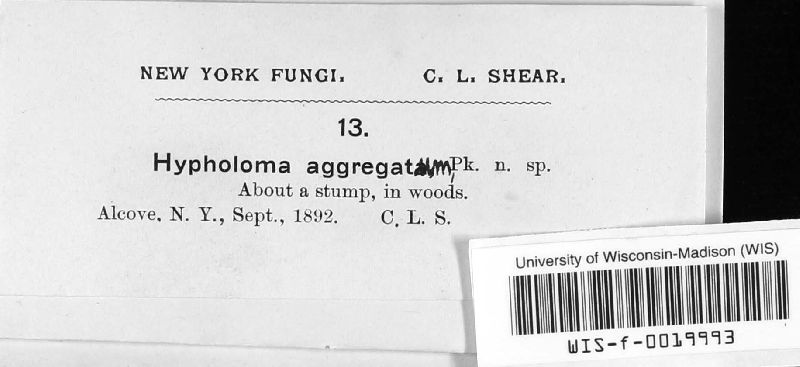 NEW YORK FUNGI. C. L. SHEAR.
13.
Hypholoma aggregatum, Pk. n. sp.
About a stump, in woods.
Alcove, N. Y., Sept., 1892. C. L. S.
University of Wisconsin-Madison (WIS)
WIS-f-0019993